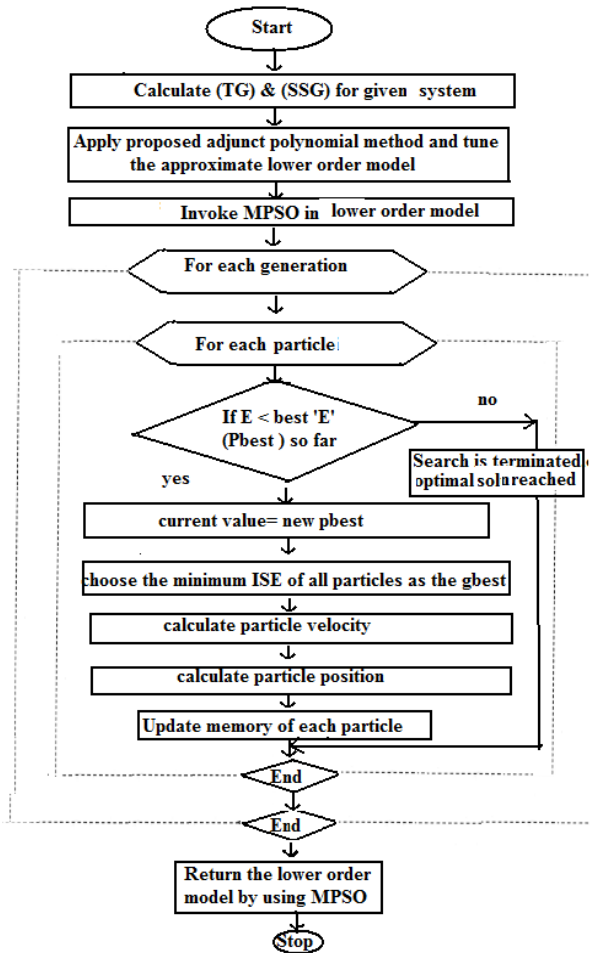 Start
Calculate (TG) & (SSG) for given system
Apply proposed adjunct polynomial method and tune
the approximate lower order model
Invoke MPSO in lower order model
For each generation
For each particle
If E < best 'E'
(Pbest ) so far
no
yes
Search is terminated
optimal soln reached
current value= new pbest
choose the minimum ISE of all particles as the gbest
calculate particle velocity
calculate particle position
Update memory of each particle
End
End
Return the lower order
model by using MPSO
Stop